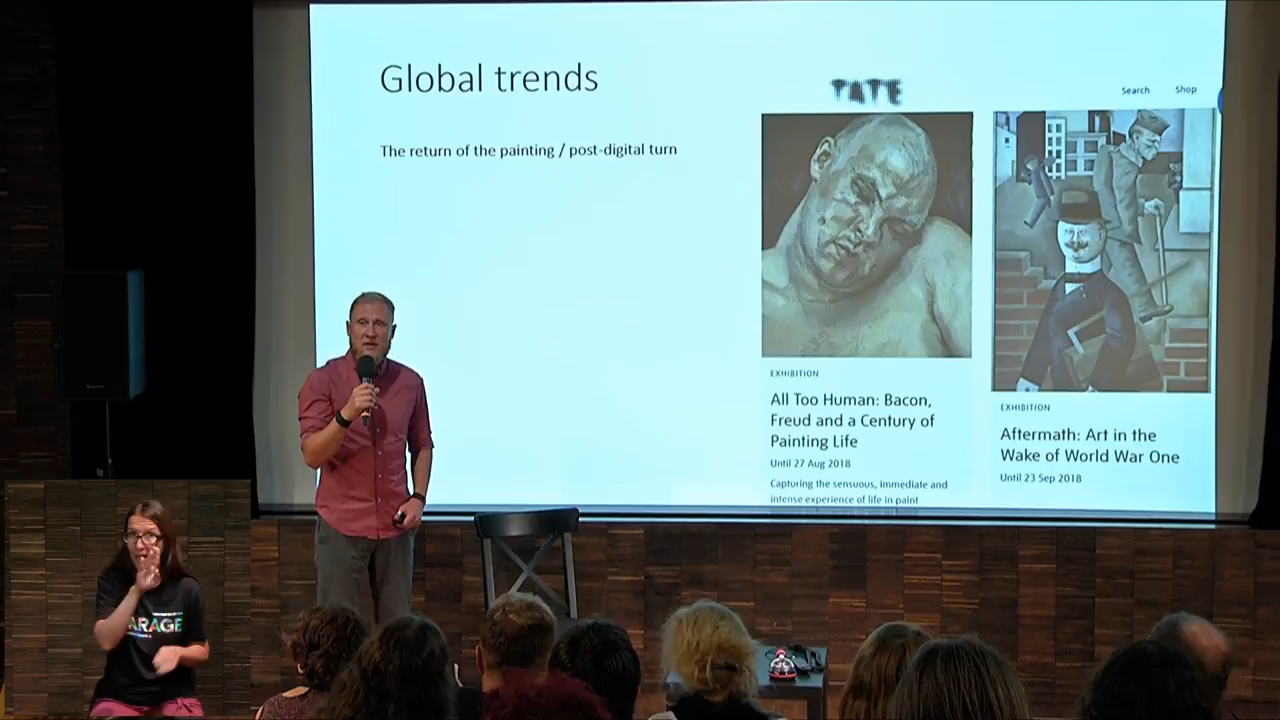 Global trends
The return of the painting / post-digital turn
TATE
Search
Shop
EXHIBITION
All Too Human: Bacon,
Freud and a Century of
Painting Life
Until 27 Aug 2018
Capturing the sensuous, immediate and
intense experience of life in paint
EXHIBITION
Aftermath: Art in the
Wake of World War One
Until 23 Sep 2018
ARAGE